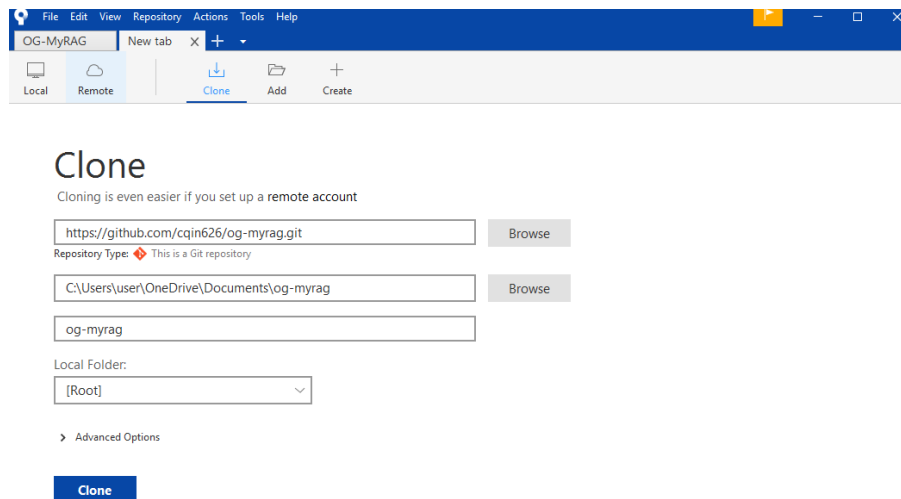 File Edit View Repository Actions Tools Help
OG-MyRAG New tab
Local Remote Clone Add Create
Clone
Cloning is even easier if you set up a remote account
https://github.com/cqin626/og-myrag.git Browse
Repository Type: This is a Git repository
C:\Users\user\OneDrive\Documents\og-myrag Browse
og-myrag
Local Folder:
[Root]
Advanced Options
Clone